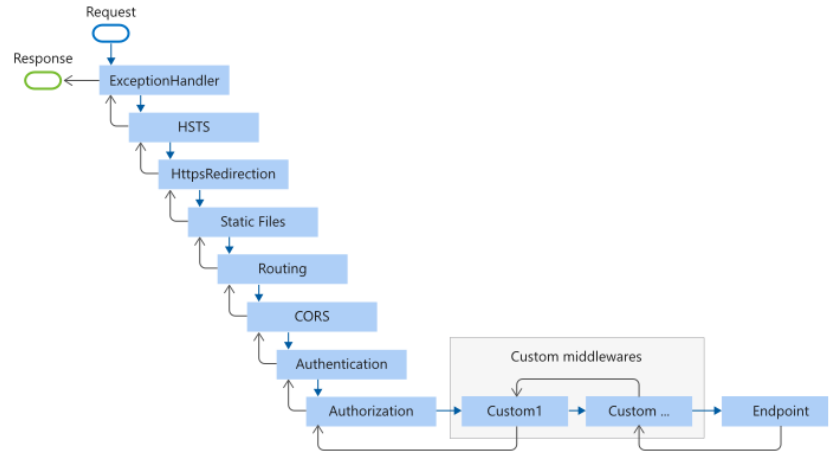 Request
Response
ExceptionHandler
HSTS
HttpsRedirection
Static Files
Routing
CORS
Authentication
Custom middlewares
Authorization
Custom1
Custom ...
Endpoint